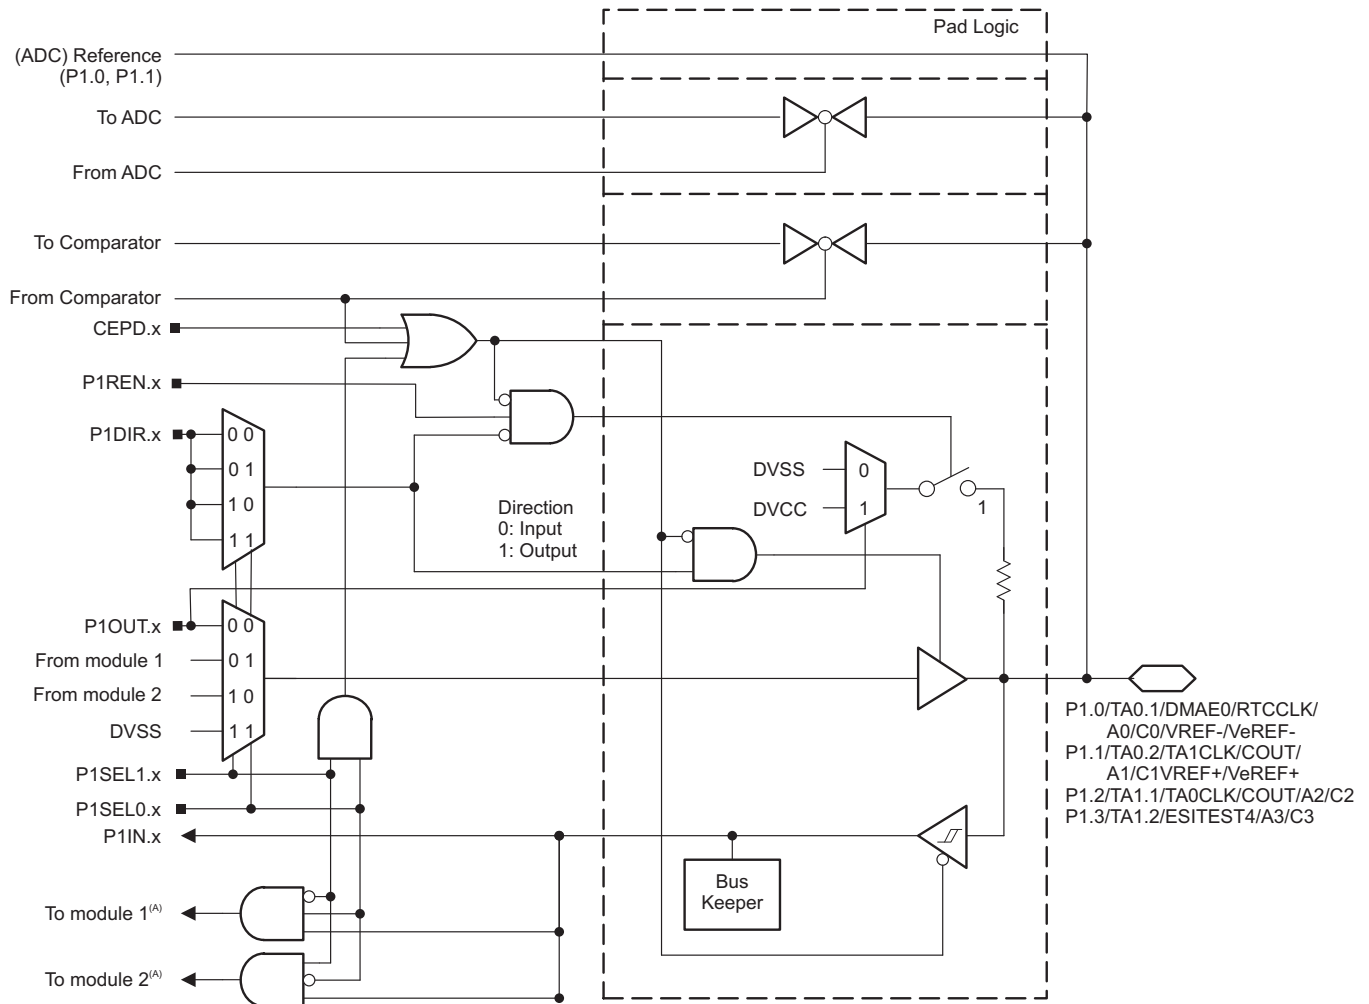 Pad Logic
(ADC) Reference
(P1.0, P1.1)
To ADC
From ADC
To Comparator
From Comparator
CEPD.x
P1REN.x
P1DIR.x
0 0
0 1
1 0
1 1
Direction
0: Input
1: Output
DVSS
DVCC
0
1
1
P1OUT.x
From module 1
From module 2
DVSS
0 0
0 1
1 0
1 1
P1SEL1.x
P1SEL0.x
P1IN.x
Bus
Keeper
To module 1(A)
To module 2(A)
P1.0/TA0.1/DMAE0/RTCCLK/
A0/C0/VREF-/VeREF-
P1.1/TA0.2/TA1CLK/COUT/
A1/C1VREF+/VeREF+
P1.2/TA1.1/TA0CLK/COUT/A2/C2
P1.3/TA1.2/ESITEST4/A3/C3